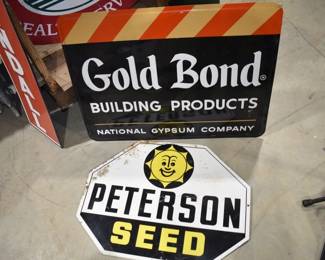 Gold Bond®
BUILDING PRODUCTS
NATIONAL GYPSUM COMPANY
PETERSON
SEED